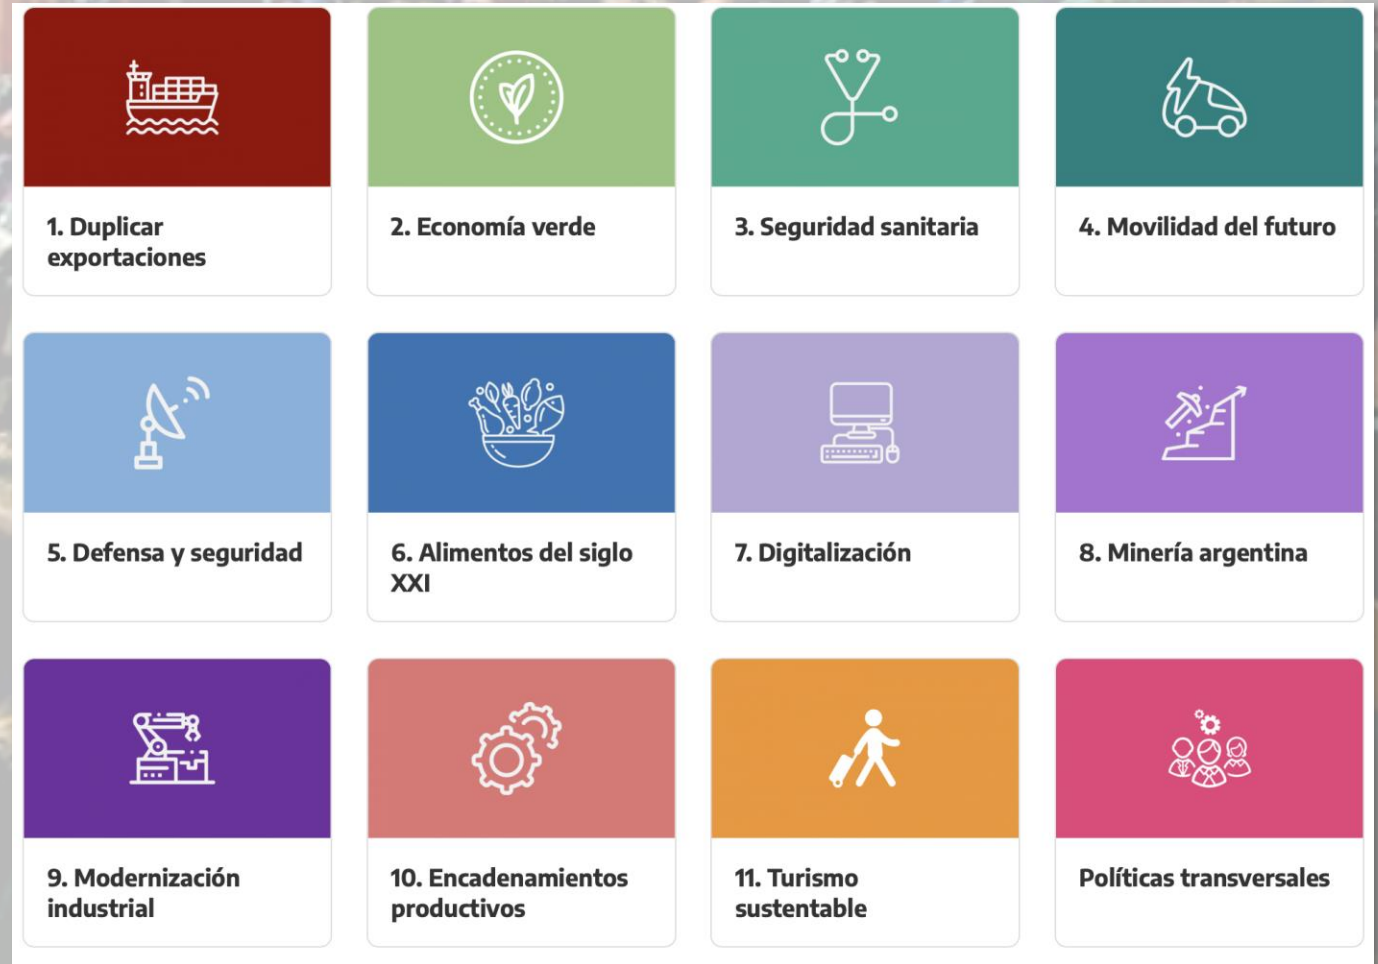 1. Duplicar
exportaciones
2. Economía verde
3. Seguridad sanitaria
4. Movilidad del futuro
5. Defensa y seguridad
6. Alimentos del siglo
XXI
7. Digitalización
8. Minería argentina
9. Modernización
industrial
10. Encadenamientos
productivos
11. Turismo
sustentable
Políticas transversales